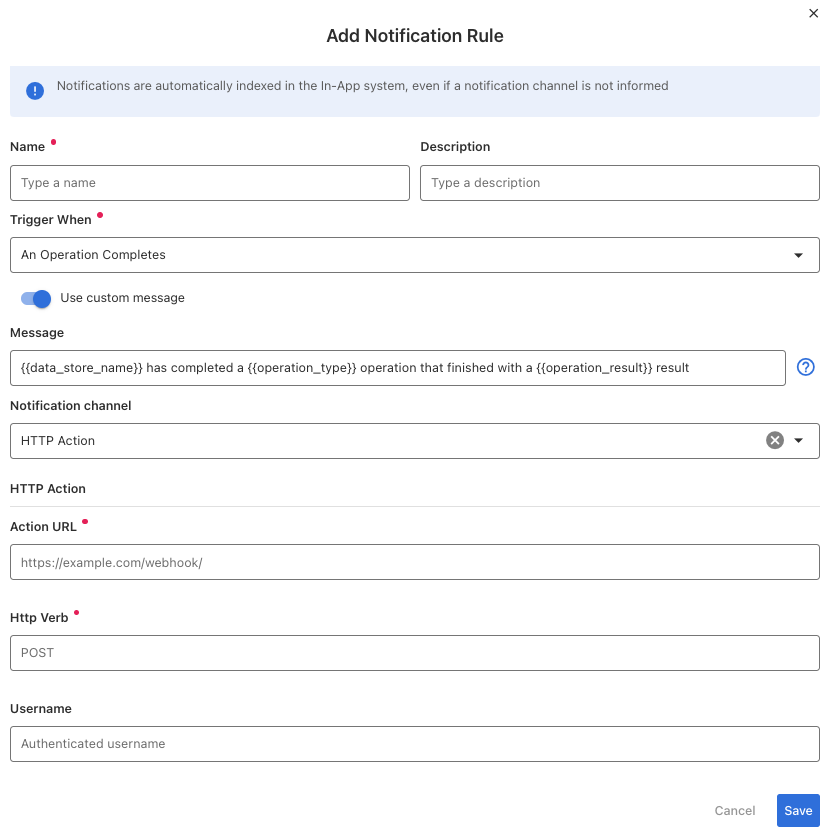 Add Notification Rule
Notifications are automatically indexed in the In-App system, even if a notification channel is not informed
Name
Description
Type a name
Type a description
Trigger When
An Operation Completes
Use custom message
Message
{{data_store_name}} has completed a {{operation_type}} operation that finished with a {{operation_result}} result
Notification channel
HTTP Action
HTTP Action
Action URL
https://example.com/webhook/
Http Verb
POST
Username
Authenticated username
Cancel
Save